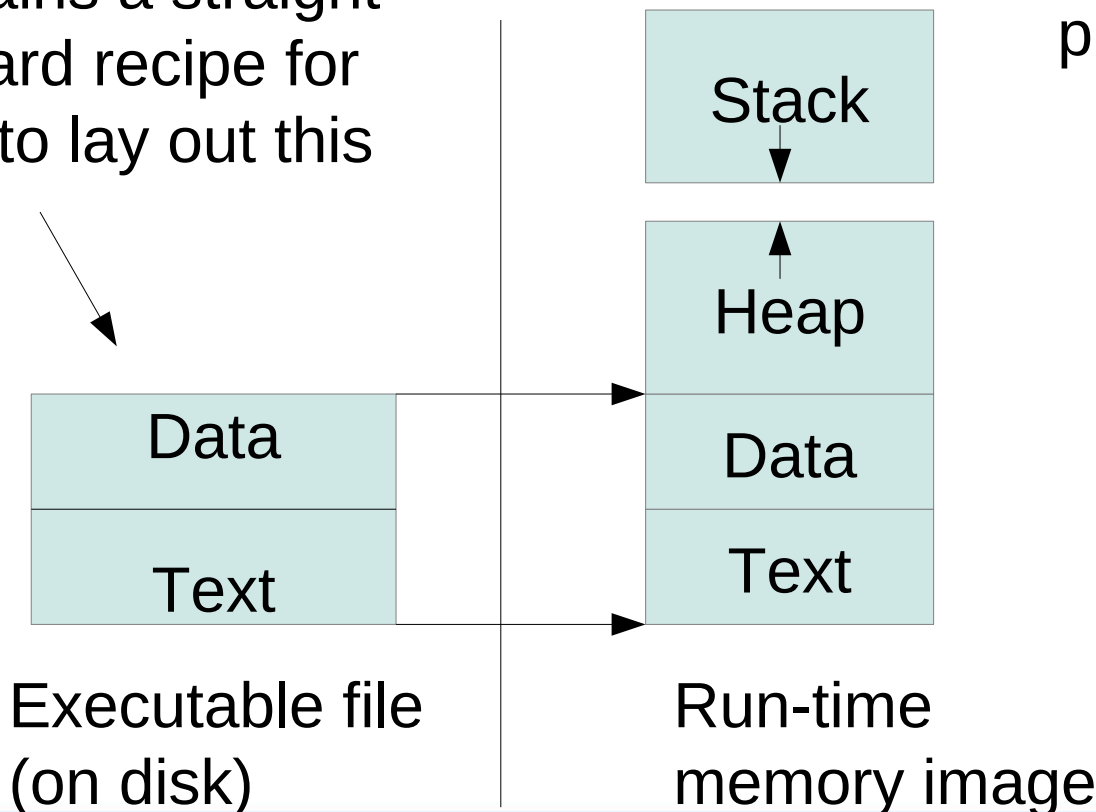 a straight
recipe for
to lay out this
p
Stack
Heap
Data
Text
Data
Text
Executable file
(on disk)
Run-time
memory image